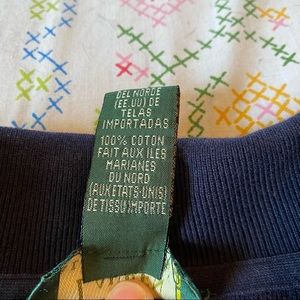 DEL NORDE
(EE.UU) DE
TELAS
IMPORTADAS
100% COTON
FAIT AUX ILES
MARIANES
DU NORD
(AUX ETATS-UNIS)
DE TISSU IMPORTE